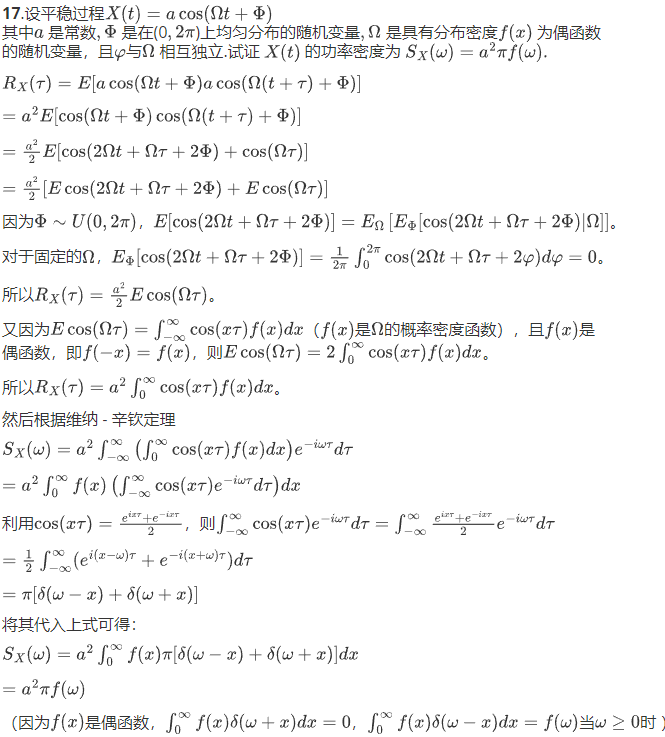 17.设平稳过程X(t) = a cos(Ωt + Φ)
其中a 是常数, Φ 是在(0, 2π)上均匀分布的随机变量, Ω 是具有分布密度f(x) 为偶函数
的随机变量，且φ与Ω 相互独立.试证 X(t) 的功率密度为 S_X(ω) = a²πf(ω).
R_X(τ) = E[a cos(Ωt + Φ)a cos(Ω(t + τ) + Φ)]
= a²E[cos(Ωt + Φ) cos(Ω(t + τ) + Φ)]
= \frac{a²}{2} E[cos(2Ωt + Ωτ + 2Φ) + cos(Ωτ)]
= \frac{a²}{2} [E cos(2Ωt + Ωτ + 2Φ) + E cos(Ωτ)]
因为Φ ∼ U(0, 2π)，E[cos(2Ωt + Ωτ + 2Φ)] = E_Ω [E_Φ[cos(2Ωt + Ωτ + 2Φ)|Ω]]。
对于固定的Ω，E_Φ[cos(2Ωt + Ωτ + 2Φ)] = \frac{1}{2π} ∫_0^{2π} cos(2Ωt + Ωτ + 2φ)dφ = 0。
所以R_X(τ) = \frac{a²}{2} E cos(Ωτ)。
又因为E cos(Ωτ) = ∫_{-∞}^{∞} cos(xτ)f(x)dx（f(x)是Ω的概率密度函数），且f(x)是
偶函数，即f(−x) = f(x)，则E cos(Ωτ) = 2 ∫_0^∞ cos(xτ)f(x)dx。
所以R_X(τ) = a² ∫_0^∞ cos(xτ)f(x)dx。
然后根据维纳 - 辛钦定理
S_X(ω) = a² ∫_{-∞}^{∞} (∫_0^∞ cos(xτ)f(x)dx)e^{−iωτ}dτ
= a² ∫_0^∞ f(x) (∫_{-∞}^{∞} cos(xτ)e^{−iωτ}dτ)dx
利用cos(xτ) = \frac{e^{ixτ}+e^{−ixτ}}{2}，则∫_{-∞}^{∞} cos(xτ)e^{−iωτ}dτ = ∫_{-∞}^{∞} \frac{e^{ixτ}+e^{−ixτ}}{2} e^{−iωτ}dτ
= \frac{1}{2} ∫_{-∞}^{∞} (e^{i(x−ω)τ} + e^{−i(x+ω)τ})dτ
= π[δ(ω − x) + δ(ω + x)]
将其代入上式可得：
S_X(ω) = a² ∫_0^∞ f(x)π[δ(ω − x) + δ(ω + x)]dx
= a²πf(ω)
（因为f(x)是偶函数，∫_0^∞ f(x)δ(ω + x)dx = 0，∫_0^∞ f(x)δ(ω − x)dx = f(ω)当ω ≥ 0时）